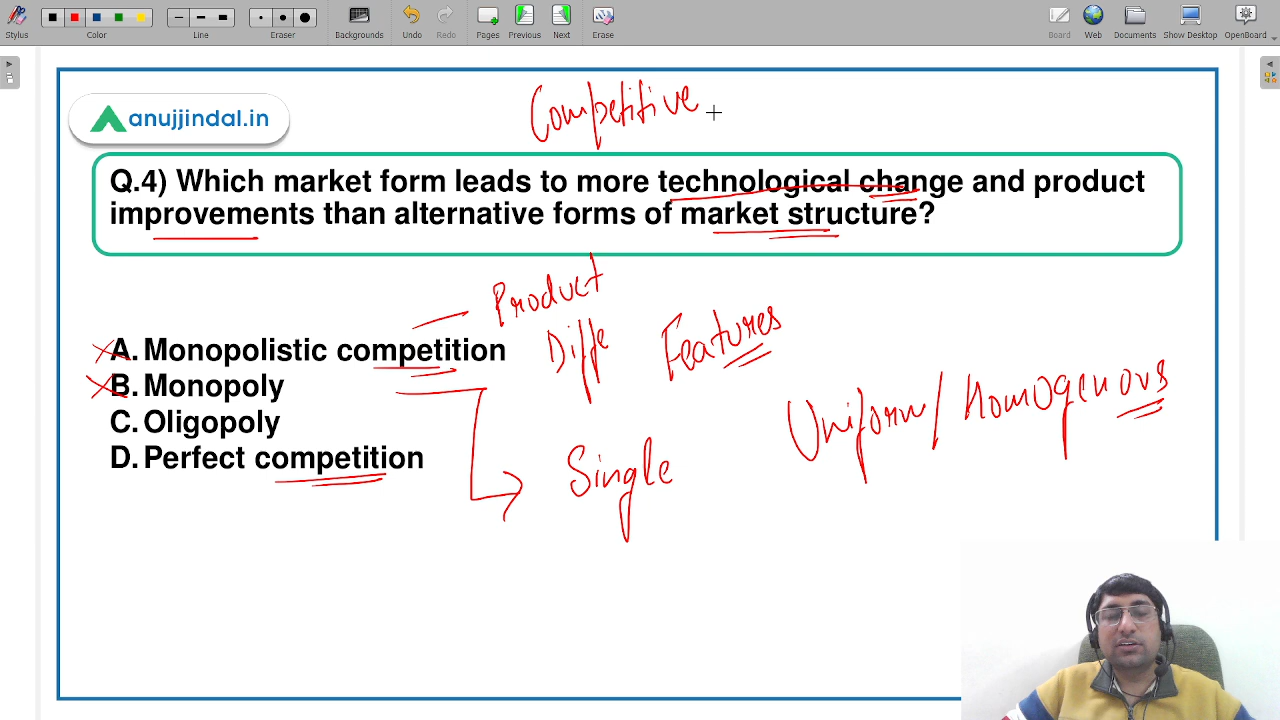 Stylus
Color
Line
Eraser
Backgrounds
Undo
Redo
Pages
Previous
Next
Erase
Board
Web
Documents
Show Desktop
OpenBoard
anujjindal.in
Competitive
Q.4) Which market form leads to more technological change and product
improvements than alternative forms of market structure?
Product
Diffe
Features
A. Monopolistic competition
B. Monopoly
C. Oligopoly
D. Perfect competition
Single
Uniform/Homogenous